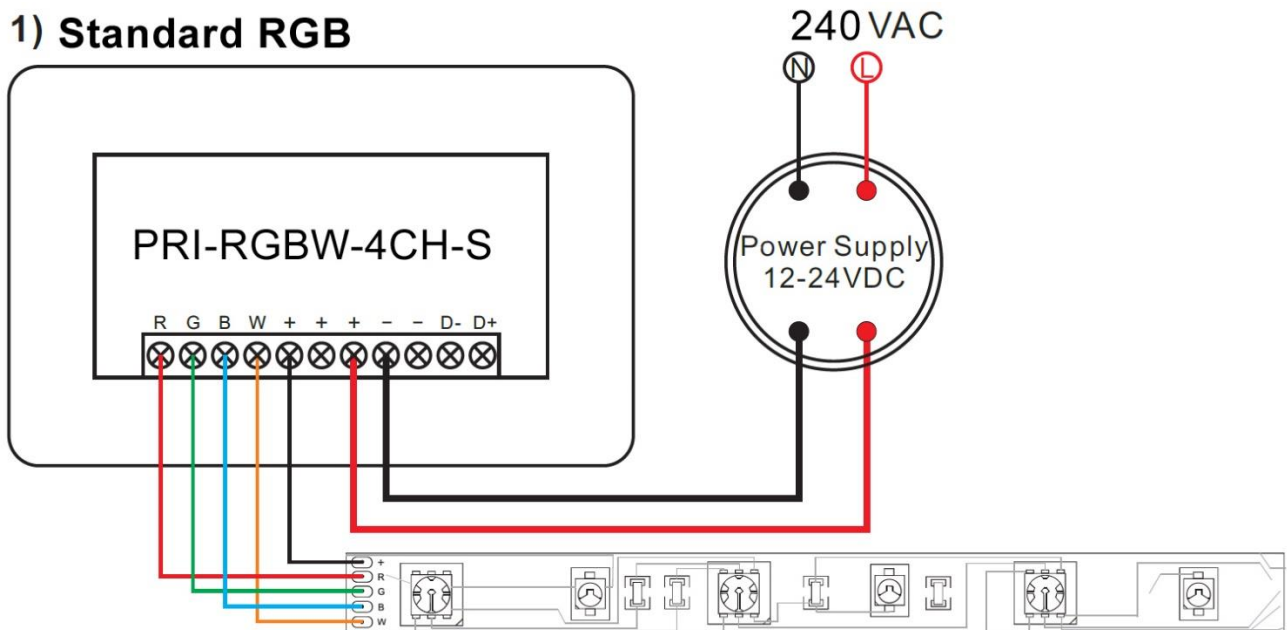 1) Standard RGB
240 VAC
N L
PRI-RGBW-4CH-S
Power Supply
12-24VDC
R G B W + + + − − D- D+
+
R
G
B
W